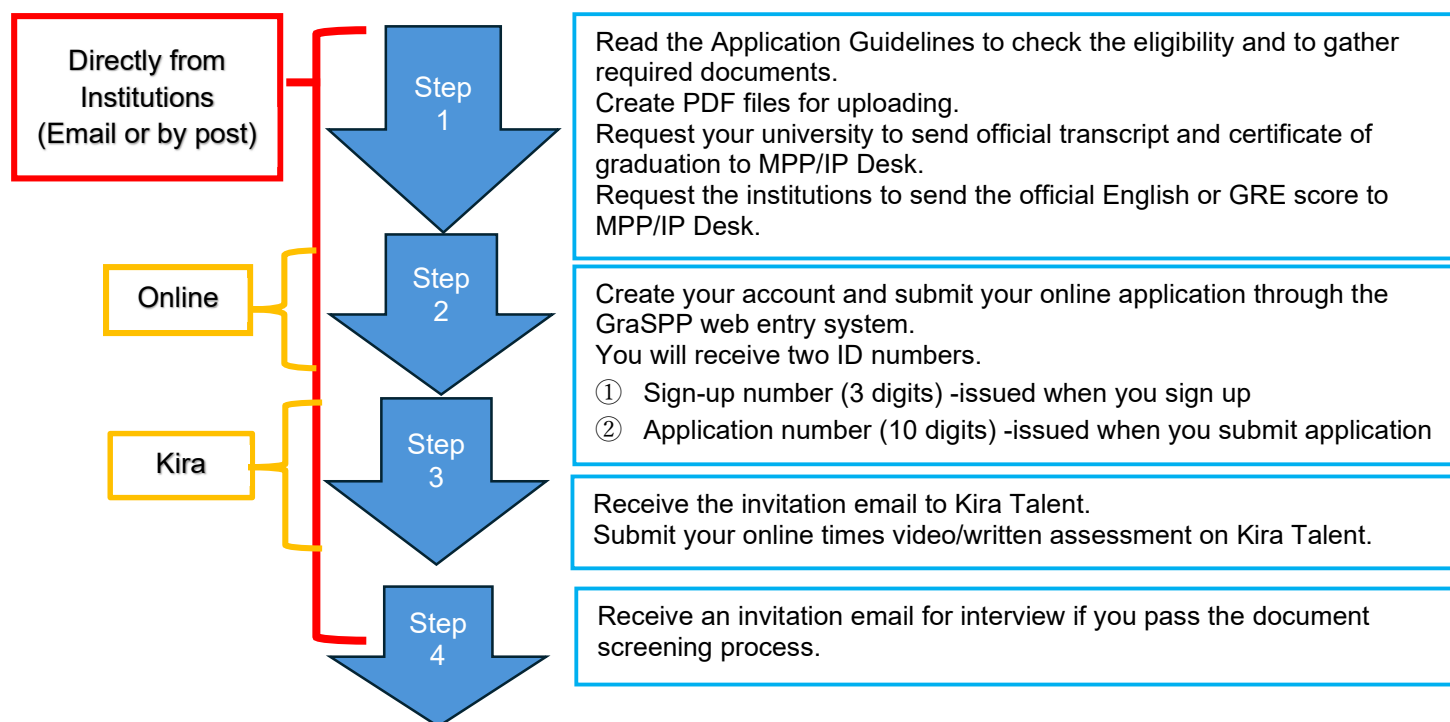 Directly from
Institutions
(Email or by post)
Step
1
Read the Application Guidelines to check the eligibility and to gather
required documents.
Create PDF files for uploading.
Request your university to send official transcript and certificate of
graduation to MPP/IP Desk.
Request the institutions to send the official English or GRE score to
MPP/IP Desk.
Online
Step
2
Create your account and submit your online application through the
GraSPP web entry system.
You will receive two ID numbers.
① Sign-up number (3 digits) -issued when you sign up
② Application number (10 digits) -issued when you submit application
Kira
Step
3
Receive the invitation email to Kira Talent.
Submit your online times video/written assessment on Kira Talent.
Step
4
Receive an invitation email for interview if you pass the document
screening process.